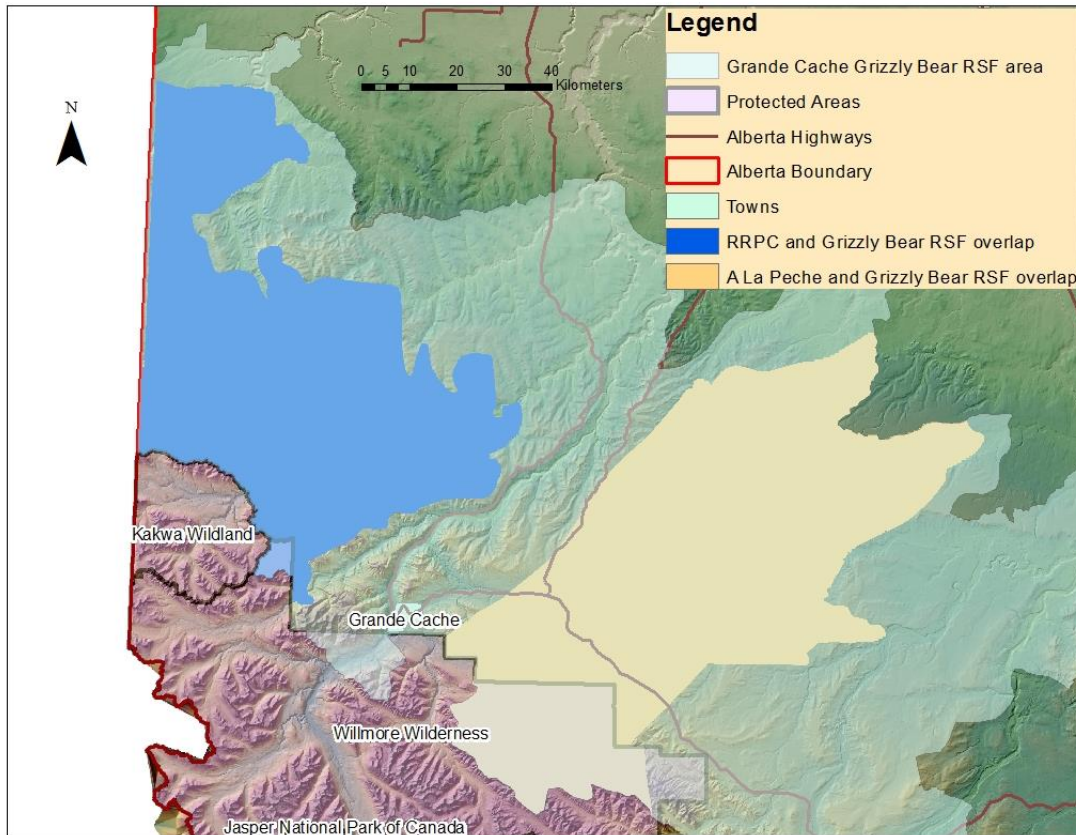 Legend
Grande Cache Grizzly Bear RSF area
Protected Areas
Alberta Highways
Alberta Boundary
Towns
RRPC and Grizzly Bear RSF overlap
A La Peche and Grizzly Bear RSF overlap
0 5 10 20 30 40
Kilometers
N
Kakwa Wildland
Grande Cache
Willmore Wilderness
Jasper National Park of Canada